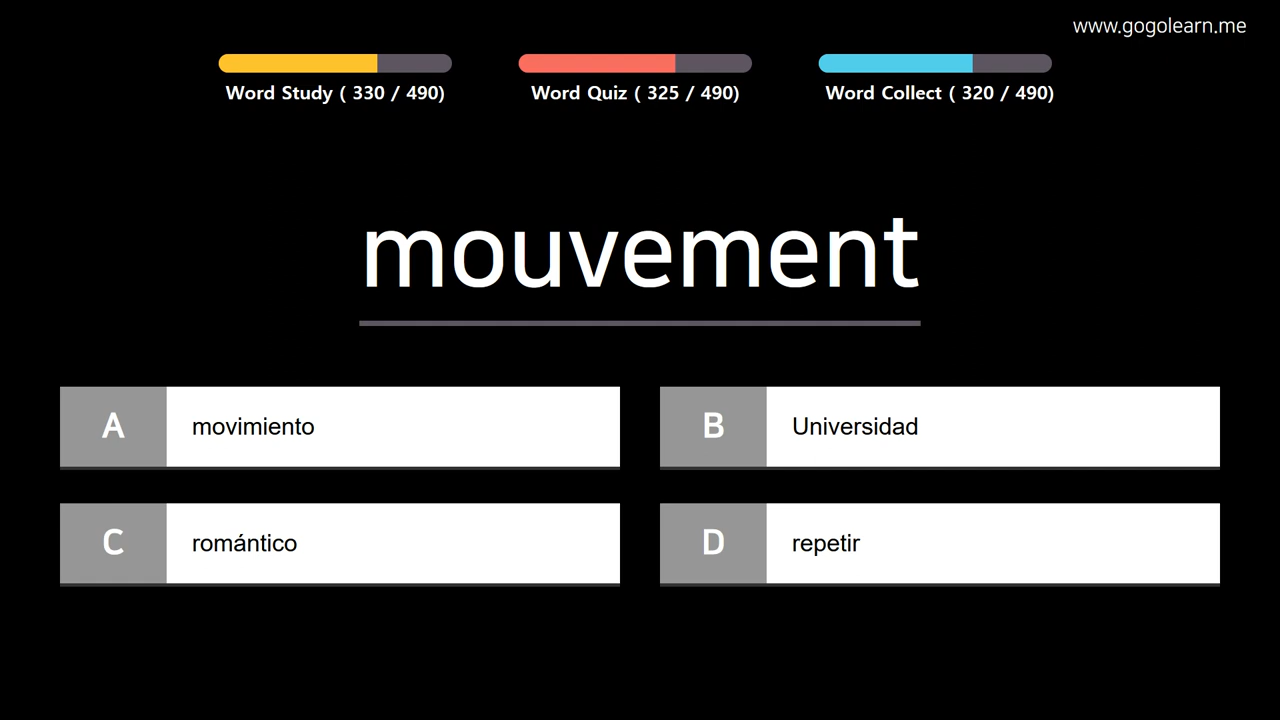 www.gogolearn.me
Word Study ( 330 / 490)
Word Quiz ( 325 / 490)
Word Collect ( 320 / 490)
mouvement
A movimiento
B Universidad
C romántico
D repetir